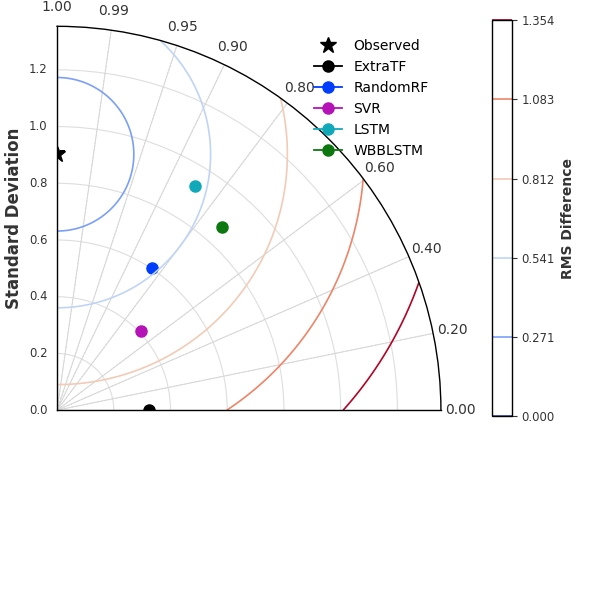 1.00
0.99
0.95
0.90
0.80
0.60
0.40
0.20
0.00
Standard Deviation
1.2
1.0
0.8
0.6
0.4
0.2
0.0
Observed
ExtraTF
RandomRF
SVR
LSTM
WBBLSTM
1.354
1.083
0.812
0.541
0.271
0.000
RMS Difference